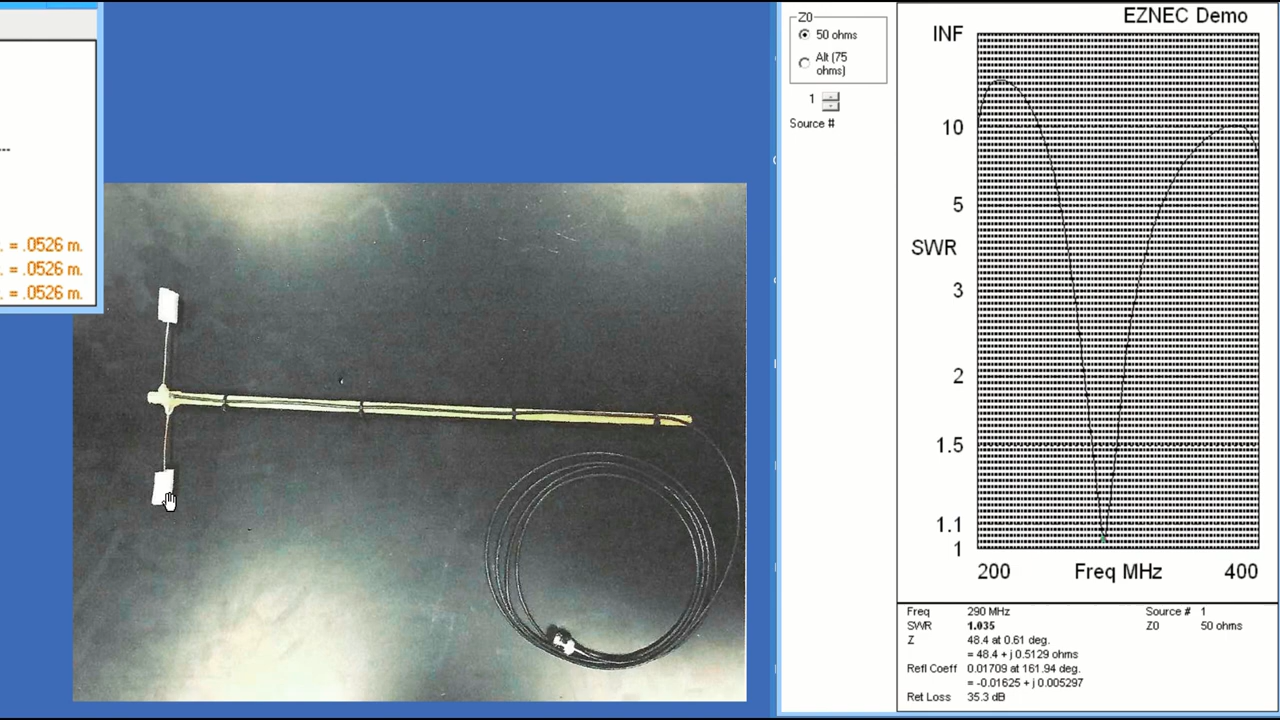 ---
. = .0526 m.
. = .0526 m.
. = .0526 m.
Z0
50 ohms
Alt (75
ohms)
1
Source #
EZNEC Demo
INF
10
5
SWR
3
2
1.5
1.1
1
200
Freq MHz
400
Freq 290 MHz Source # 1
SWR 1.035 Z0 50 ohms
Z 48.4 at 0.61 deg.
= 48.4 + j 0.5129 ohms
Refl Coeff 0.01709 at 161.94 deg.
= -0.01625 + j 0.005297
Ret Loss 35.3 dB